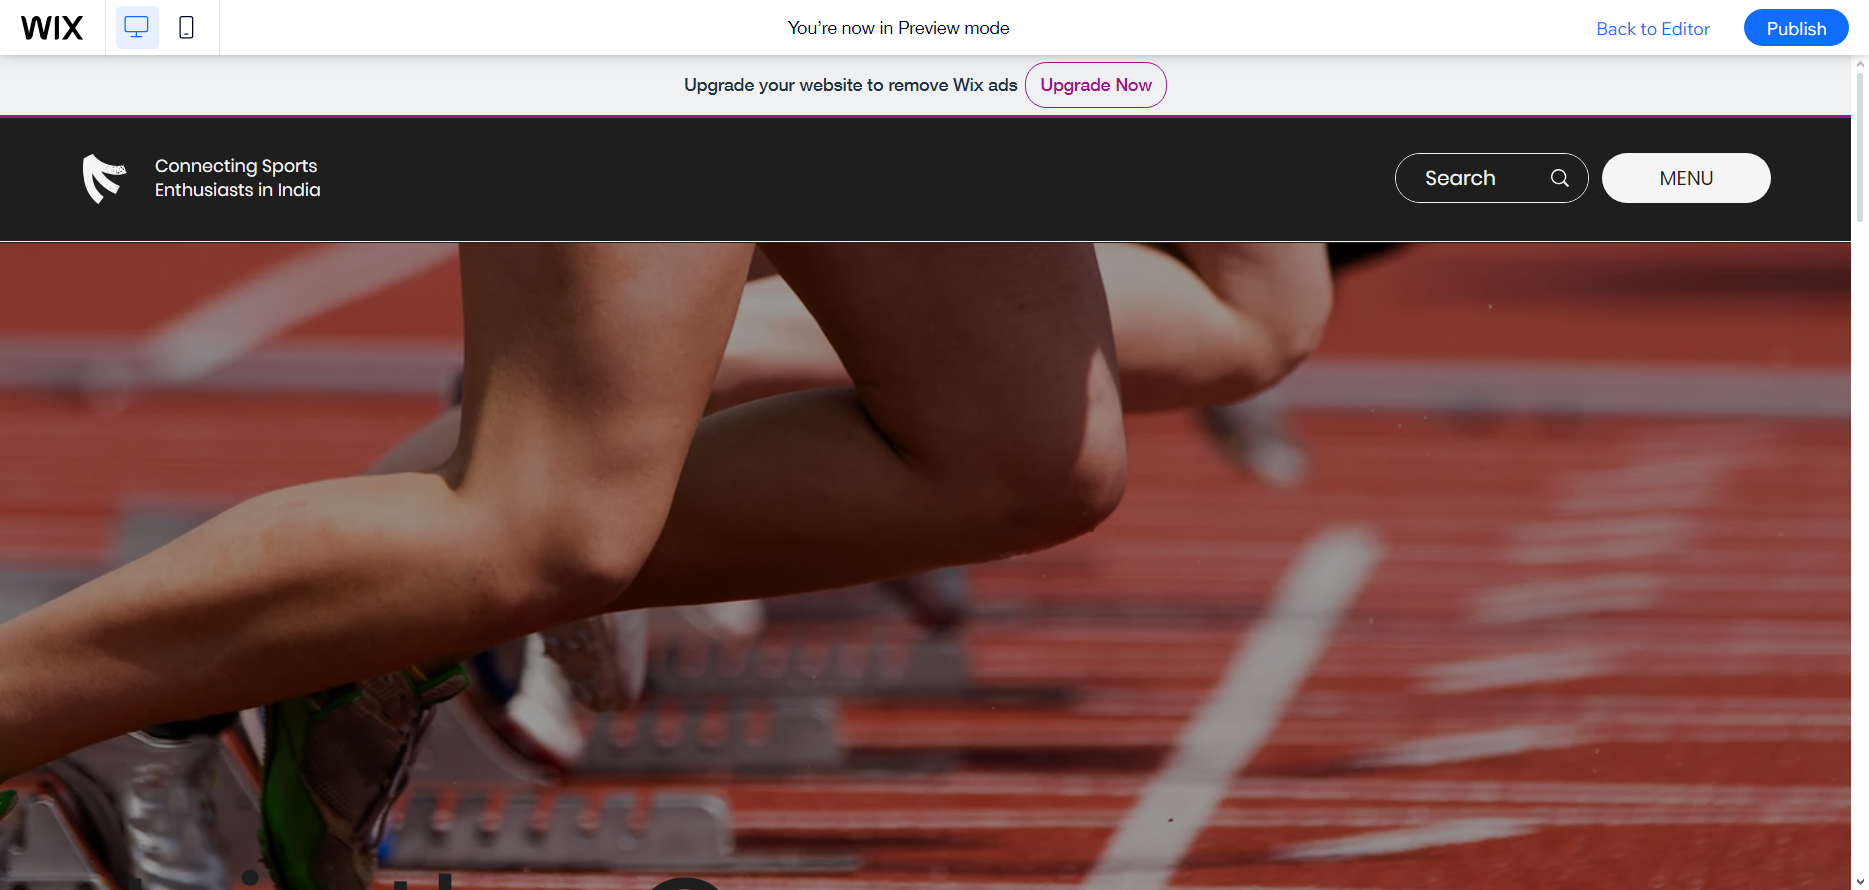 WIX
You're now in Preview mode
Back to Editor
Publish
Upgrade your website to remove Wix ads
Upgrade Now
Connecting Sports
Enthusiasts in India
Search
MENU